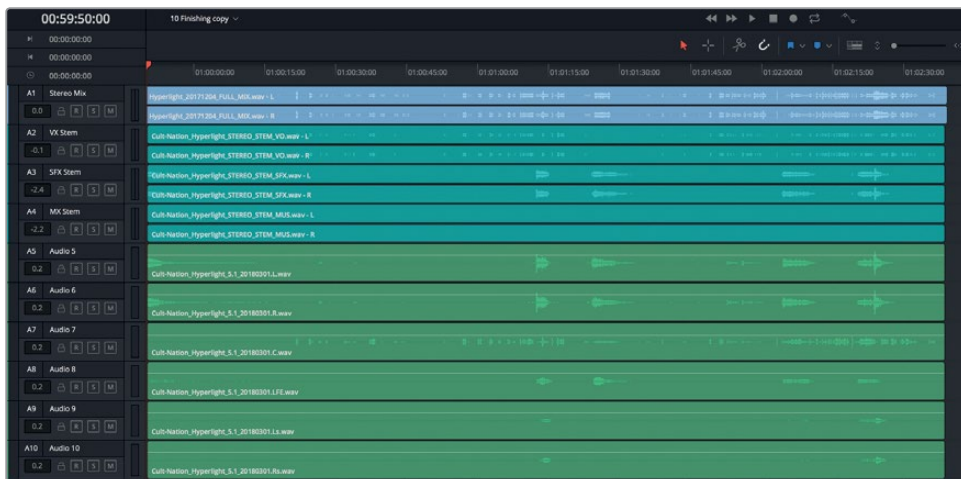 00:59:50:00
10 Finishing copy
00:00:00:00
00:00:00:00
00:00:00:00
01:00:00:00 01:00:15:00 01:00:30:00 01:00:45:00 01:01:00:00 01:01:15:00 01:01:30:00 01:01:45:00 01:02:00:00 01:02:15:00 01:02:30:00
A1 Stereo Mix
0.0 R S M
Hyperlight_20171204_FULL_MIX.wav - L
Hyperlight_20171204_FULL_MIX.wav - R
A2 VX Stem
-0.1 R S M
Cult-Nation_Hyperlight_STEREO_STEM_VO.wav - L
Cult-Nation_Hyperlight_STEREO_STEM_VO.wav - R
A3 SFX Stem
-2.4 R S M
Cult-Nation_Hyperlight_STEREO_STEM_SFX.wav - L
Cult-Nation_Hyperlight_STEREO_STEM_SFX.wav - R
A4 MX Stem
-2.2 R S M
Cult-Nation_Hyperlight_STEREO_STEM_MUS.wav - L
Cult-Nation_Hyperlight_STEREO_STEM_MUS.wav - R
A5 Audio 5
0.2 R S M
Cult-Nation_Hyperlight_5.1_20180301.L.wav
A6 Audio 6
0.2 R S M
Cult-Nation_Hyperlight_5.1_20180301.R.wav
A7 Audio 7
0.2 R S M
Cult-Nation_Hyperlight_5.1_20180301.C.wav
A8 Audio 8
0.2 R S M
Cult-Nation_Hyperlight_5.1_20180301.LFE.wav
A9 Audio 9
0.2 R S M
Cult-Nation_Hyperlight_5.1_20180301.Ls.wav
A10 Audio 10
0.2 R S M
Cult-Nation_Hyperlight_5.1_20180301.Rs.wav